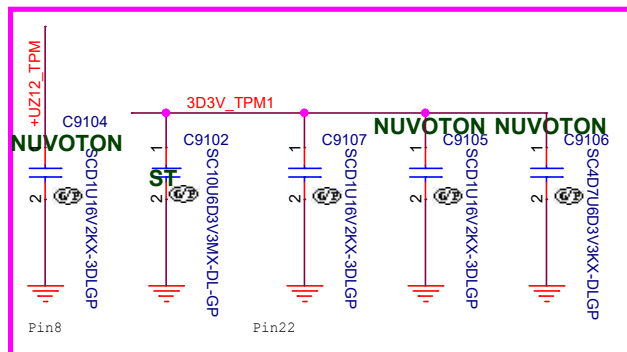 +UZ12_TPM
C9104
NUVOTON
1
2
G/P
SCD1U16V2KX-3DLGP
3D3V_TPM1
C9102
1
ST
2
G/P
SC10U6D3V3MX-DL-GP
C9107
1
2
G/P
SCD1U16V2KX-3DLGP
NUVOTON
C9105
1
2
G/P
SCD1U16V2KX-3DLGP
NUVOTON
C9106
1
2
G/P
SC4D7U6D3V3KX-DLGP
Pin8
Pin22